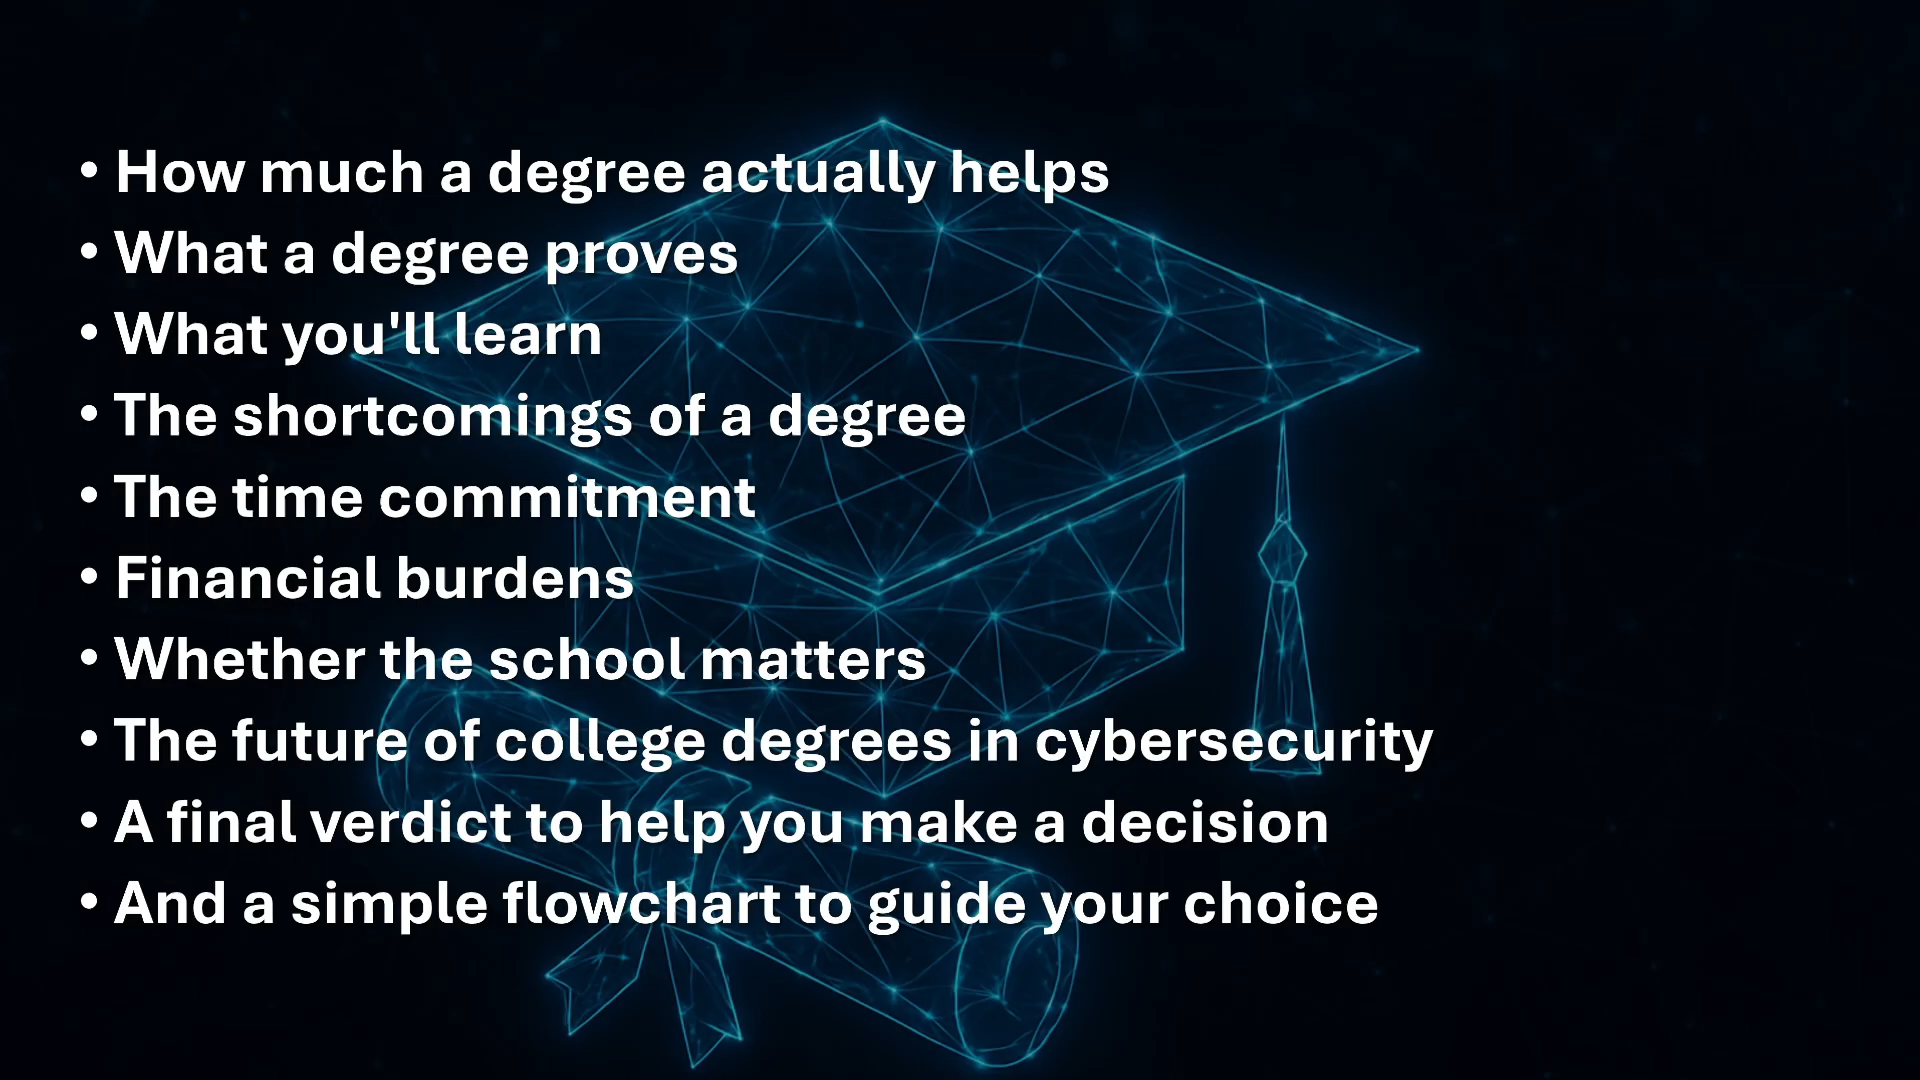 • How much a degree actually helps
• What a degree proves
• What you'll learn
• The shortcomings of a degree
• The time commitment
• Financial burdens
• Whether the school matters
• The future of college degrees in cybersecurity
• A final verdict to help you make a decision
• And a simple flowchart to guide your choice